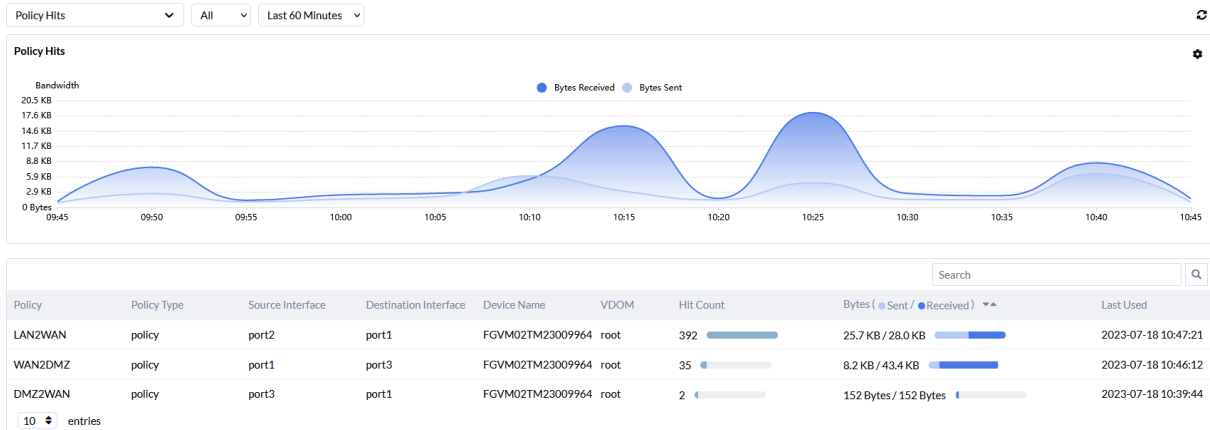 Policy Hits All Last 60 Minutes
Policy Hits
Bandwidth
Bytes Received Bytes Sent
20.5 KB
17.6 KB
14.6 KB
11.7 KB
8.8 KB
5.9 KB
2.9 KB
0 Bytes
09:45 09:50 09:55 10:00 10:05 10:10 10:15 10:20 10:25 10:30 10:35 10:40 10:45
Search
Policy Policy Type Source Interface Destination Interface Device Name VDOM Hit Count Bytes ( Sent / Received ) Last Used
LAN2WAN policy port2 port1 FGVM02TM23009964 root 392 25.7 KB / 28.0 KB 2023-07-18 10:47:21
WAN2DMZ policy port1 port3 FGVM02TM23009964 root 35 8.2 KB / 43.4 KB 2023-07-18 10:46:12
DMZ2WAN policy port3 port1 FGVM02TM23009964 root 2 152 Bytes / 152 Bytes 2023-07-18 10:39:44
10 entries